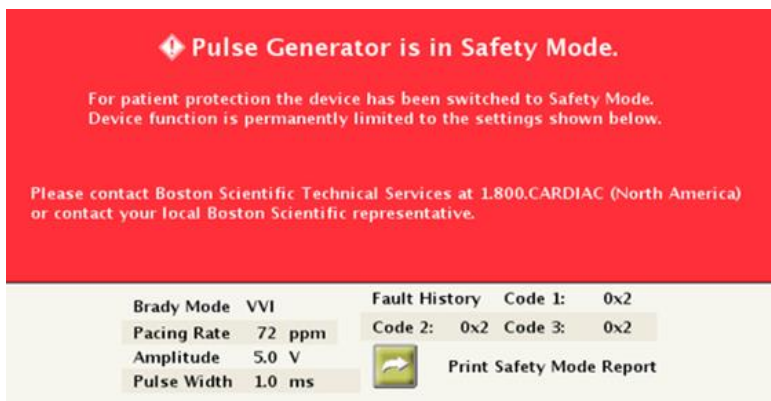 Pulse Generator is in Safety Mode.
For patient protection the device has been switched to Safety Mode.
Device function is permanently limited to the settings shown below.
Please contact Boston Scientific Technical Services at 1.800.CARDIAC (North America)
or contact your local Boston Scientific representative.
Brady Mode VVI
Pacing Rate 72 ppm
Amplitude 5.0 V
Pulse Width 1.0 ms
Fault History Code 1: 0x2
Code 2: 0x2 Code 3: 0x2
Print Safety Mode Report